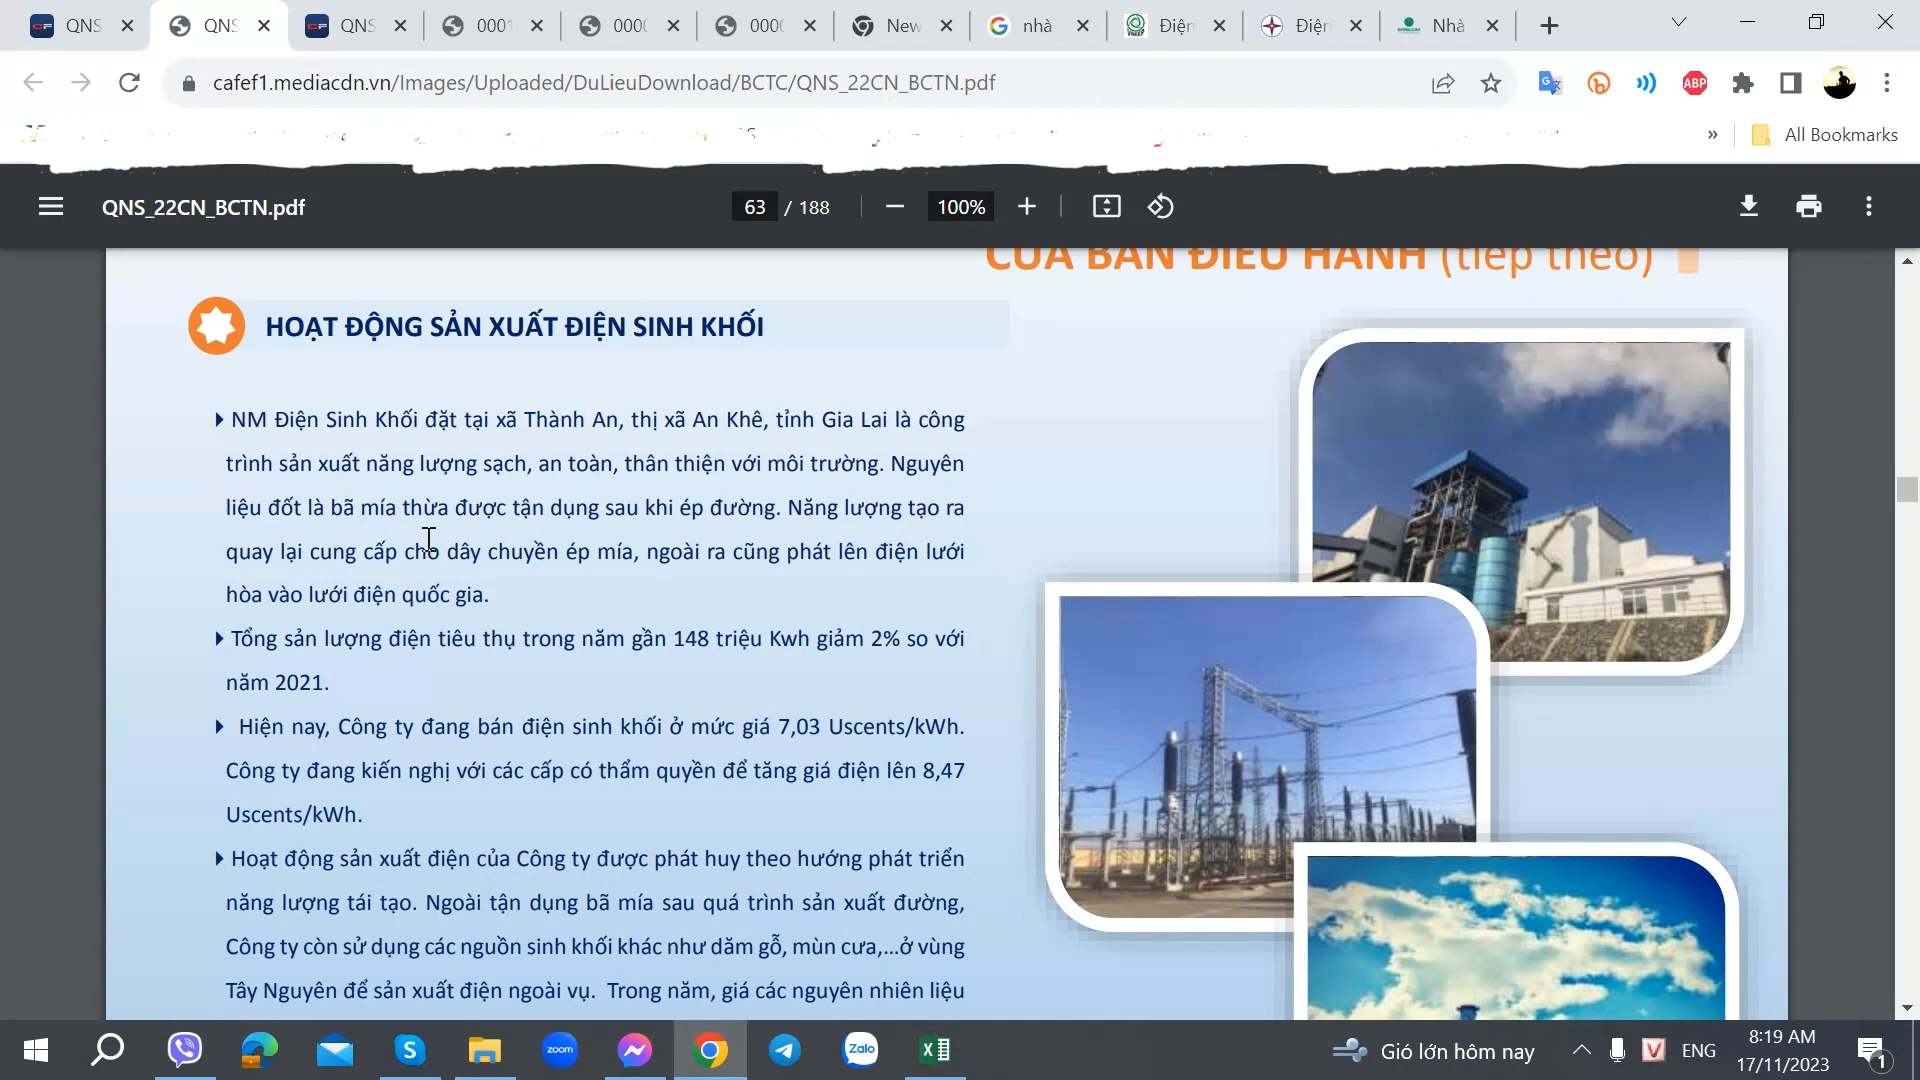 QNS
QNS
QNS
0001
000
000
New
nhà
Điện
Điện
Nhà
cafef1.mediacdn.vn/Images/Uploaded/DuLieuDownload/BCTC/QNS_22CN_BCTN.pdf
ABP
» All Bookmarks
QNS_22CN_BCTN.pdf
63 / 188
100%
CỦA BAN ĐIỀU HÀNH (tiếp theo)
HOẠT ĐỘNG SẢN XUẤT ĐIỆN SINH KHỐI
NM Điện Sinh Khối đặt tại xã Thành An, thị xã An Khê, tỉnh Gia Lai là công
trình sản xuất năng lượng sạch, an toàn, thân thiện với môi trường. Nguyên
liệu đốt là bã mía thừa được tận dụng sau khi ép đường. Năng lượng tạo ra
quay lại cung cấp cho dây chuyền ép mía, ngoài ra cũng phát lên điện lưới
hòa vào lưới điện quốc gia.
Tổng sản lượng điện tiêu thụ trong năm gần 148 triệu Kwh giảm 2% so với
năm 2021.
Hiện nay, Công ty đang bán điện sinh khối ở mức giá 7,03 Uscents/kWh.
Công ty đang kiến nghị với các cấp có thẩm quyền để tăng giá điện lên 8,47
Uscents/kWh.
Hoạt động sản xuất điện của Công ty được phát huy theo hướng phát triển
năng lượng tái tạo. Ngoài tận dụng bã mía sau quá trình sản xuất đường,
Công ty còn sử dụng các nguồn sinh khối khác như dăm gỗ, mùn cưa,...ở vùng
Tây Nguyên để sản xuất điện ngoài vụ. Trong năm, giá các nguyên nhiên liệu
zoom
Zalo
Gió lớn hôm nay
ENG
8:19 AM
17/11/2023
1